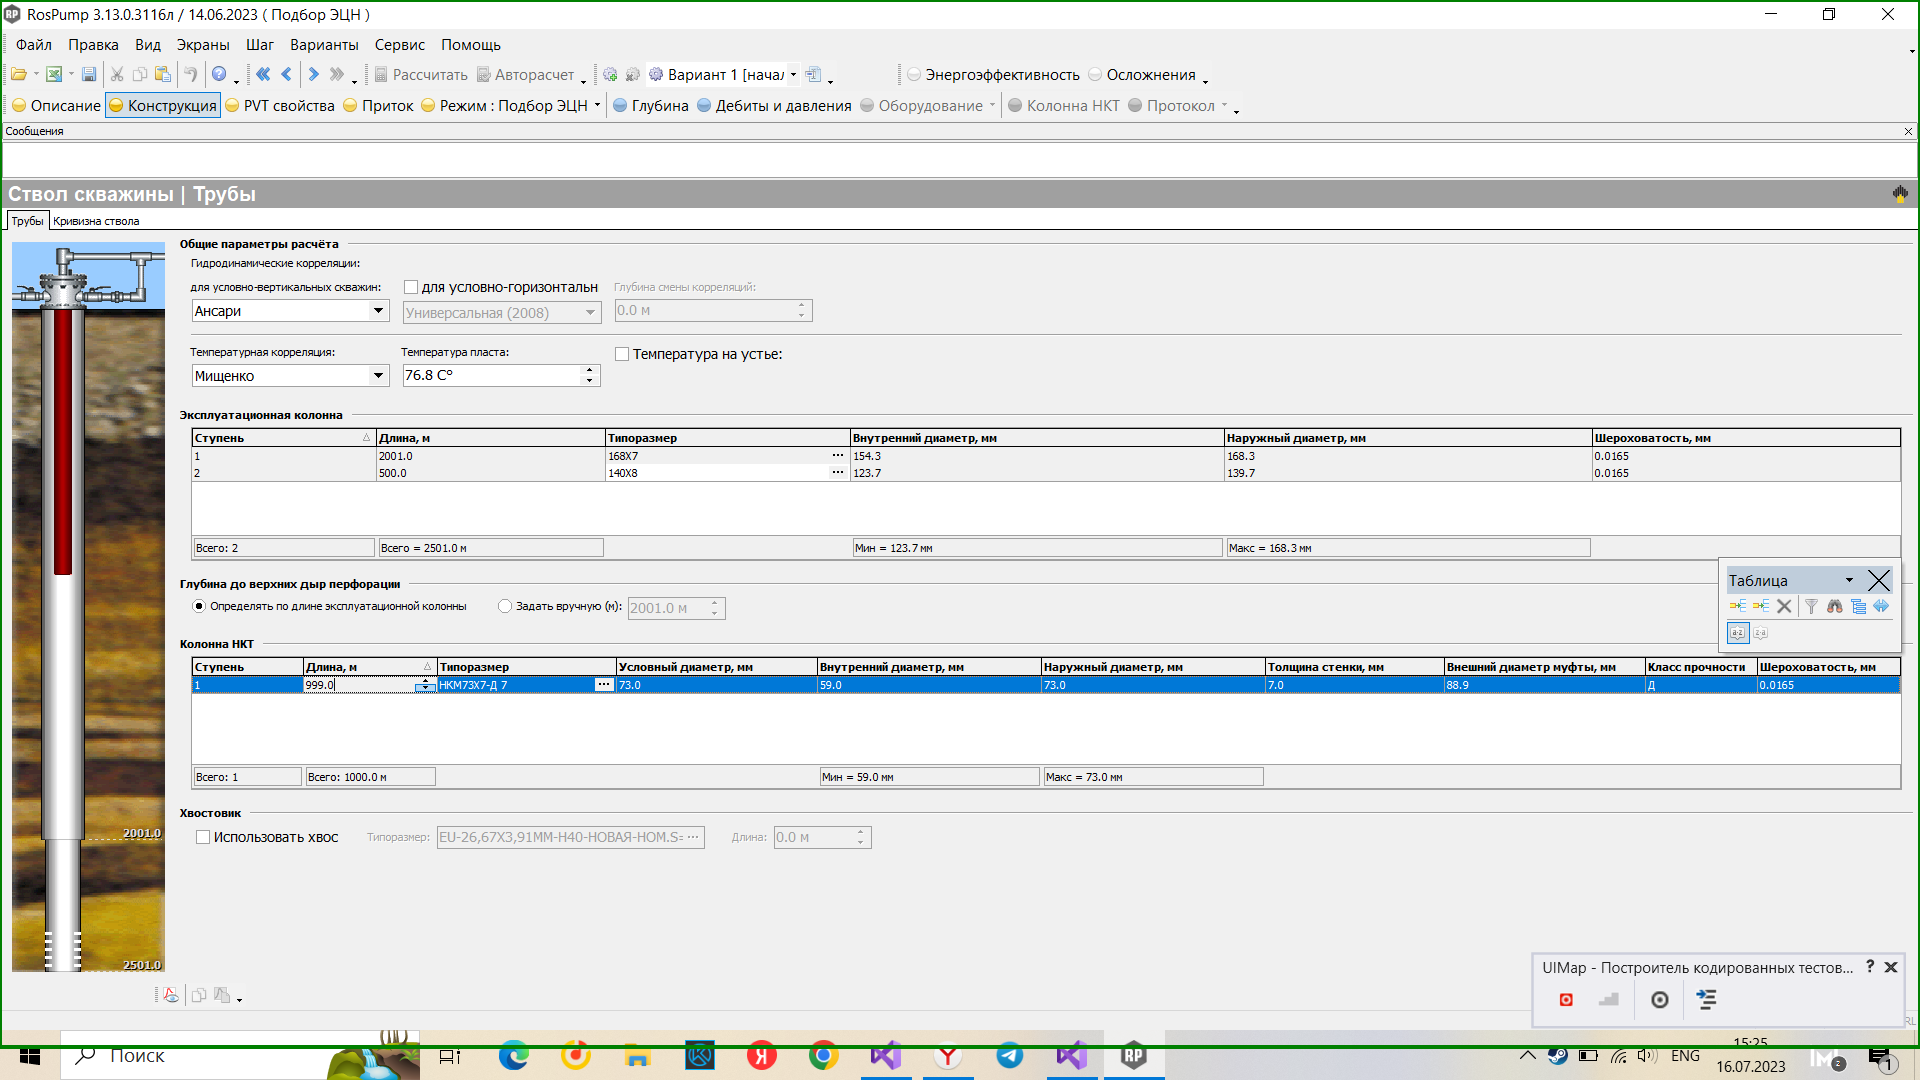 RosPump 3.13.0.3116л / 14.06.2023 ( Подбор ЭЦН )
Файл Правка Вид Экраны Шаг Варианты Сервис Помощь
Рассчитать Авторасчет Вариант 1 [начал Энергоэффективность Осложнения
Описание Конструкция PVT свойства Приток Режим : Подбор ЭЦН Глубина Дебиты и давления Оборудование Колонна НКТ Протокол
Сообщения
Ствол скважины | Трубы
Трубы Кривизна ствола
Общие параметры расчёта
Гидродинамические корреляции:
для условно-вертикальных скважин: для условно-горизонтальн Глубина смены корреляций:
Ансари Универсальная (2008) 0.0 м
Температурная корреляция: Температура пласта: Температура на устье:
Мищенко 76.8 C°
Эксплуатационная колонна
Ступень Длина, м Типоразмер Внутренний диаметр, мм Наружный диаметр, мм Шероховатость, мм
1 2001.0 168X7 ... 154.3 168.3 0.0165
2 500.0 140X8 ... 123.7 139.7 0.0165
Всего: 2 Всего = 2501.0 м Мин = 123.7 мм Макс = 168.3 мм
Таблица
Глубина до верхних дыр перфорации
Определять по длине эксплуатационной колонны Задать вручную (м): 2001.0 м
a-z z-a
Колонна НКТ
Ступень Длина, м Типоразмер Условный диаметр, мм Внутренний диаметр, мм Наружный диаметр, мм Толщина стенки, мм Внешний диаметр муфты, мм Класс прочности Шероховатость, мм
1 999.0 НКМ73X7-Д 7 ... 73.0 59.0 73.0 7.0 88.9 Д 0.0165
Всего: 1 Всего: 1000.0 м Мин = 59.0 мм Макс = 73.0 мм
Хвостовик
Использовать хвос Типоразмер: EU-26,67X3,91ММ-Н40-НОВАЯ-НОМ.S= ... Длина: 0.0 м
2001.0
2501.0
UIMap - Построитель кодированных тестов... ?
Поиск
RP
ENG
15:25
16.07.2023
2
1